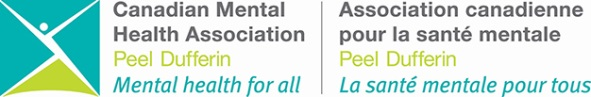 Canadian Mental
Health Association
Peel Dufferin
Mental health for all
Association canadienne
pour la santé mentale
Peel Dufferin
La santé mentale pour tous